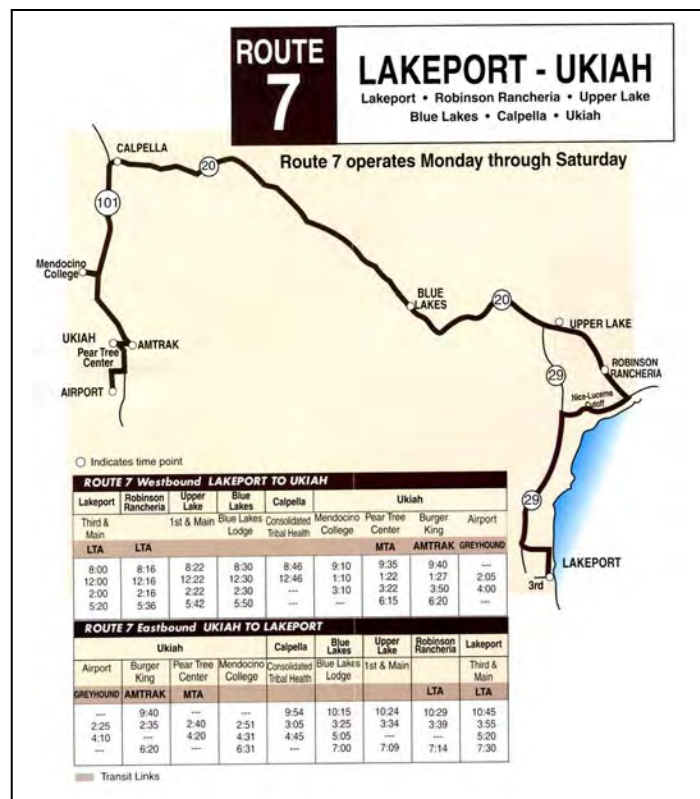 ROUTE
7
LAKEPORT - UKIAH
Lakeport • Robinson Rancheria • Upper Lake
Blue Lakes • Calpella • Ukiah
Route 7 operates Monday through Saturday
CALPELLA
20
101
Mendocino
College
BLUE
LAKES
20
UPPER LAKE
UKIAH
Pear Tree
Center
AMTRAK
ROBINSON
RANCHERIA
29
Nice-Lucerne
Cutoff
AIRPORT
29
LAKEPORT
3rd
Indicates time point
ROUTE 7 Westbound LAKEPORT TO UKIAH
Lakeport Robinson Rancheria Upper Lake Blue Lakes Calpella Ukiah
Third & Main 1st & Main Blue Lakes Lodge Consolidated Tribal Health Mendocino College Pear Tree Center Burger King Airport
LTA LTA MTA AMTRAK GREYHOUND
8:00 8:16 8:22 8:30 8:46 9:10 9:35 9:40 ---
12:00 12:16 12:22 12:30 12:46 1:10 1:22 1:27 2:05
2:00 2:16 2:22 2:30 --- 3:10 3:22 3:50 4:00
5:20 5:36 5:42 5:50 --- --- 6:15 6:20 ---
ROUTE 7 Eastbound UKIAH TO LAKEPORT
Ukiah Calpella Blue Lakes Upper Lake Robinson Rancheria Lakeport
Airport Burger King Pear Tree Center Mendocino College Consolidated Tribal Health Blue Lakes Lodge 1st & Main Third & Main
GREYHOUND AMTRAK MTA LTA LTA
--- 9:40 --- --- 9:54 10:15 10:24 10:29 10:45
2:25 2:35 2:40 2:51 3:05 3:25 3:34 3:39 3:55
4:10 --- 4:20 4:31 4:45 5:05 --- --- 5:20
--- 6:20 --- 6:31 --- 7:00 7:09 7:14 7:30
Transit Links